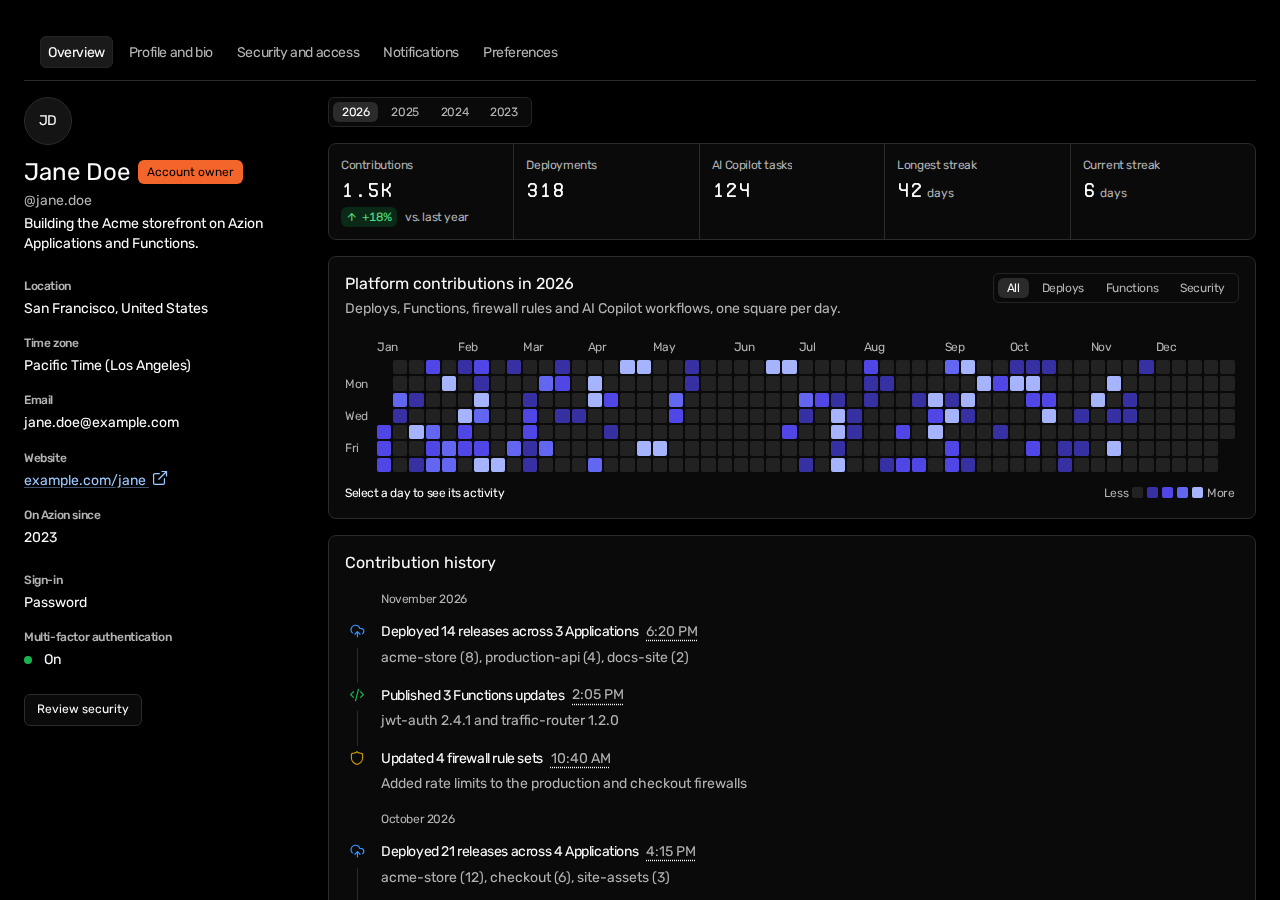 Overview Profile and bio Security and access Notifications Preferences
JD
Jane Doe Account owner
@jane.doe
Building the Acme storefront on Azion
Applications and Functions.
Location
San Francisco, United States
Time zone
Pacific Time (Los Angeles)
Email
jane.doe@example.com
Website
example.com/jane
On Azion since
2023
Sign-in
Password
Multi-factor authentication
On
Review security
2026 2025 2024 2023
Contributions Deployments AI Copilot tasks Longest streak Current streak
1.5K 318 124 42 days 6 days
+18% vs. last year
Platform contributions in 2026
All Deploys Functions Security
Deploys, Functions, firewall rules and AI Copilot workflows, one square per day.
Jan Feb Mar Apr May Jun Jul Aug Sep Oct Nov Dec
Mon
Wed
Fri
Select a day to see its activity Less More
Contribution history
November 2026
Deployed 14 releases across 3 Applications 6:20 PM
acme-store (8), production-api (4), docs-site (2)
Published 3 Functions updates 2:05 PM
jwt-auth 2.4.1 and traffic-router 1.2.0
Updated 4 firewall rule sets 10:40 AM
Added rate limits to the production and checkout firewalls
October 2026
Deployed 21 releases across 4 Applications 4:15 PM
acme-store (12), checkout (6), site-assets (3)